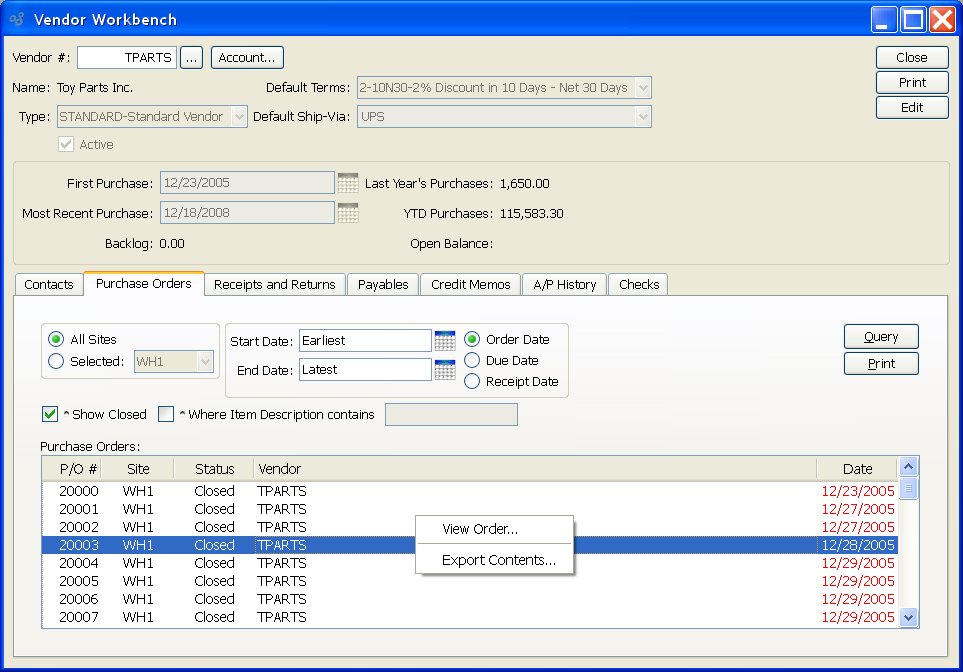 Vendor Workbench
Vendor #: TPARTS ... Account... Close
Print
Name: Toy Parts Inc. Default Terms: 2-10N30-2% Discount in 10 Days - Net 30 Days
Edit
Type: STANDARD-Standard Vendor Default Ship-Via: UPS
Active
First Purchase: 12/23/2005 Last Year's Purchases: 1,650.00
Most Recent Purchase: 12/18/2008 YTD Purchases: 115,583.30
Backlog: 0.00 Open Balance:
Contacts Purchase Orders Receipts and Returns Payables Credit Memos A/P History Checks
All Sites Start Date: Earliest Order Date Query
Selected: WH1 End Date: Latest Due Date Print
Receipt Date
^ Show Closed ^ Where Item Description contains
Purchase Orders:
P/O # Site Status Vendor Date
20000 WH1 Closed TPARTS 12/23/2005
20001 WH1 Closed TPARTS 12/27/2005
20002 WH1 Closed TPARTS 12/27/2005
View Order...
20003 WH1 Closed TPARTS 12/28/2005
Export Contents...
20004 WH1 Closed TPARTS 12/29/2005
20005 WH1 Closed TPARTS 12/29/2005
20006 WH1 Closed TPARTS 12/29/2005
20007 WH1 Closed TPARTS 12/29/2005